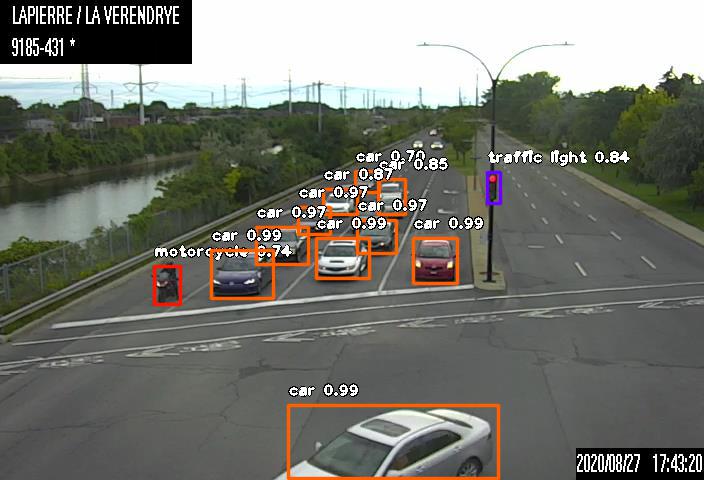 LAPIERRE / LA VERENDRYE
9185-431 *
car 0.70
car 0.85
traffic light 0.84
car 0.87
car 0.97
car 0.97
car 0.97
car 0.99
car 0.99
car 0.99
motorcycle 0.74
car 0.99
2020/08/27 17:43:20